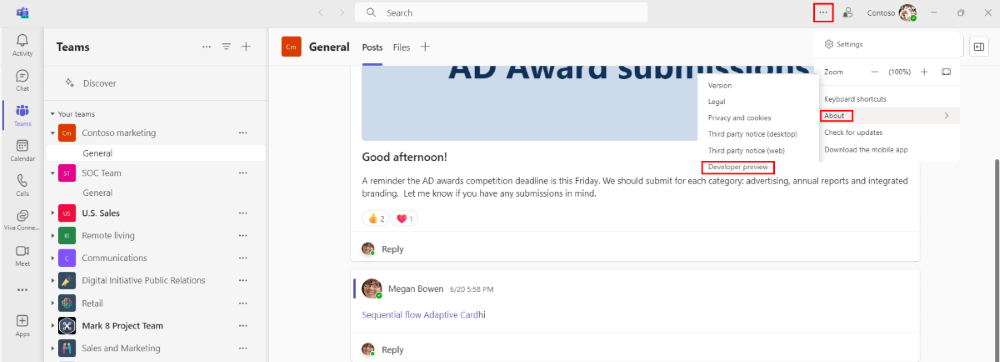 Search
Contoso
Activity
Chat
Teams
Calendar
Calls
Viva Conne...
Meet
Apps
Teams
Discover
Your teams
Cm Contoso marketing
General
ST SOC Team
General
US U.S. Sales
Rl Remote living
C Communications
Digital Initiative Public Relations
Retail
Mark 8 Project Team
Sales and Marketing
Cm General Posts Files
AD Award submissions
Good afternoon!
A reminder the AD awards competition deadline is this Friday. We should submit for each category: advertising, annual reports and integrated
branding. Let me know if you have any submissions in mind.
2 1
Reply
Megan Bowen 6/20 5:58 PM
Sequential flow Adaptive Cardhi
Reply
Settings
Zoom (100%)
Keyboard shortcuts
About
Check for updates
Download the mobile app
Version
Legal
Privacy and cookies
Third party notice (desktop)
Third party notice (web)
Developer preview